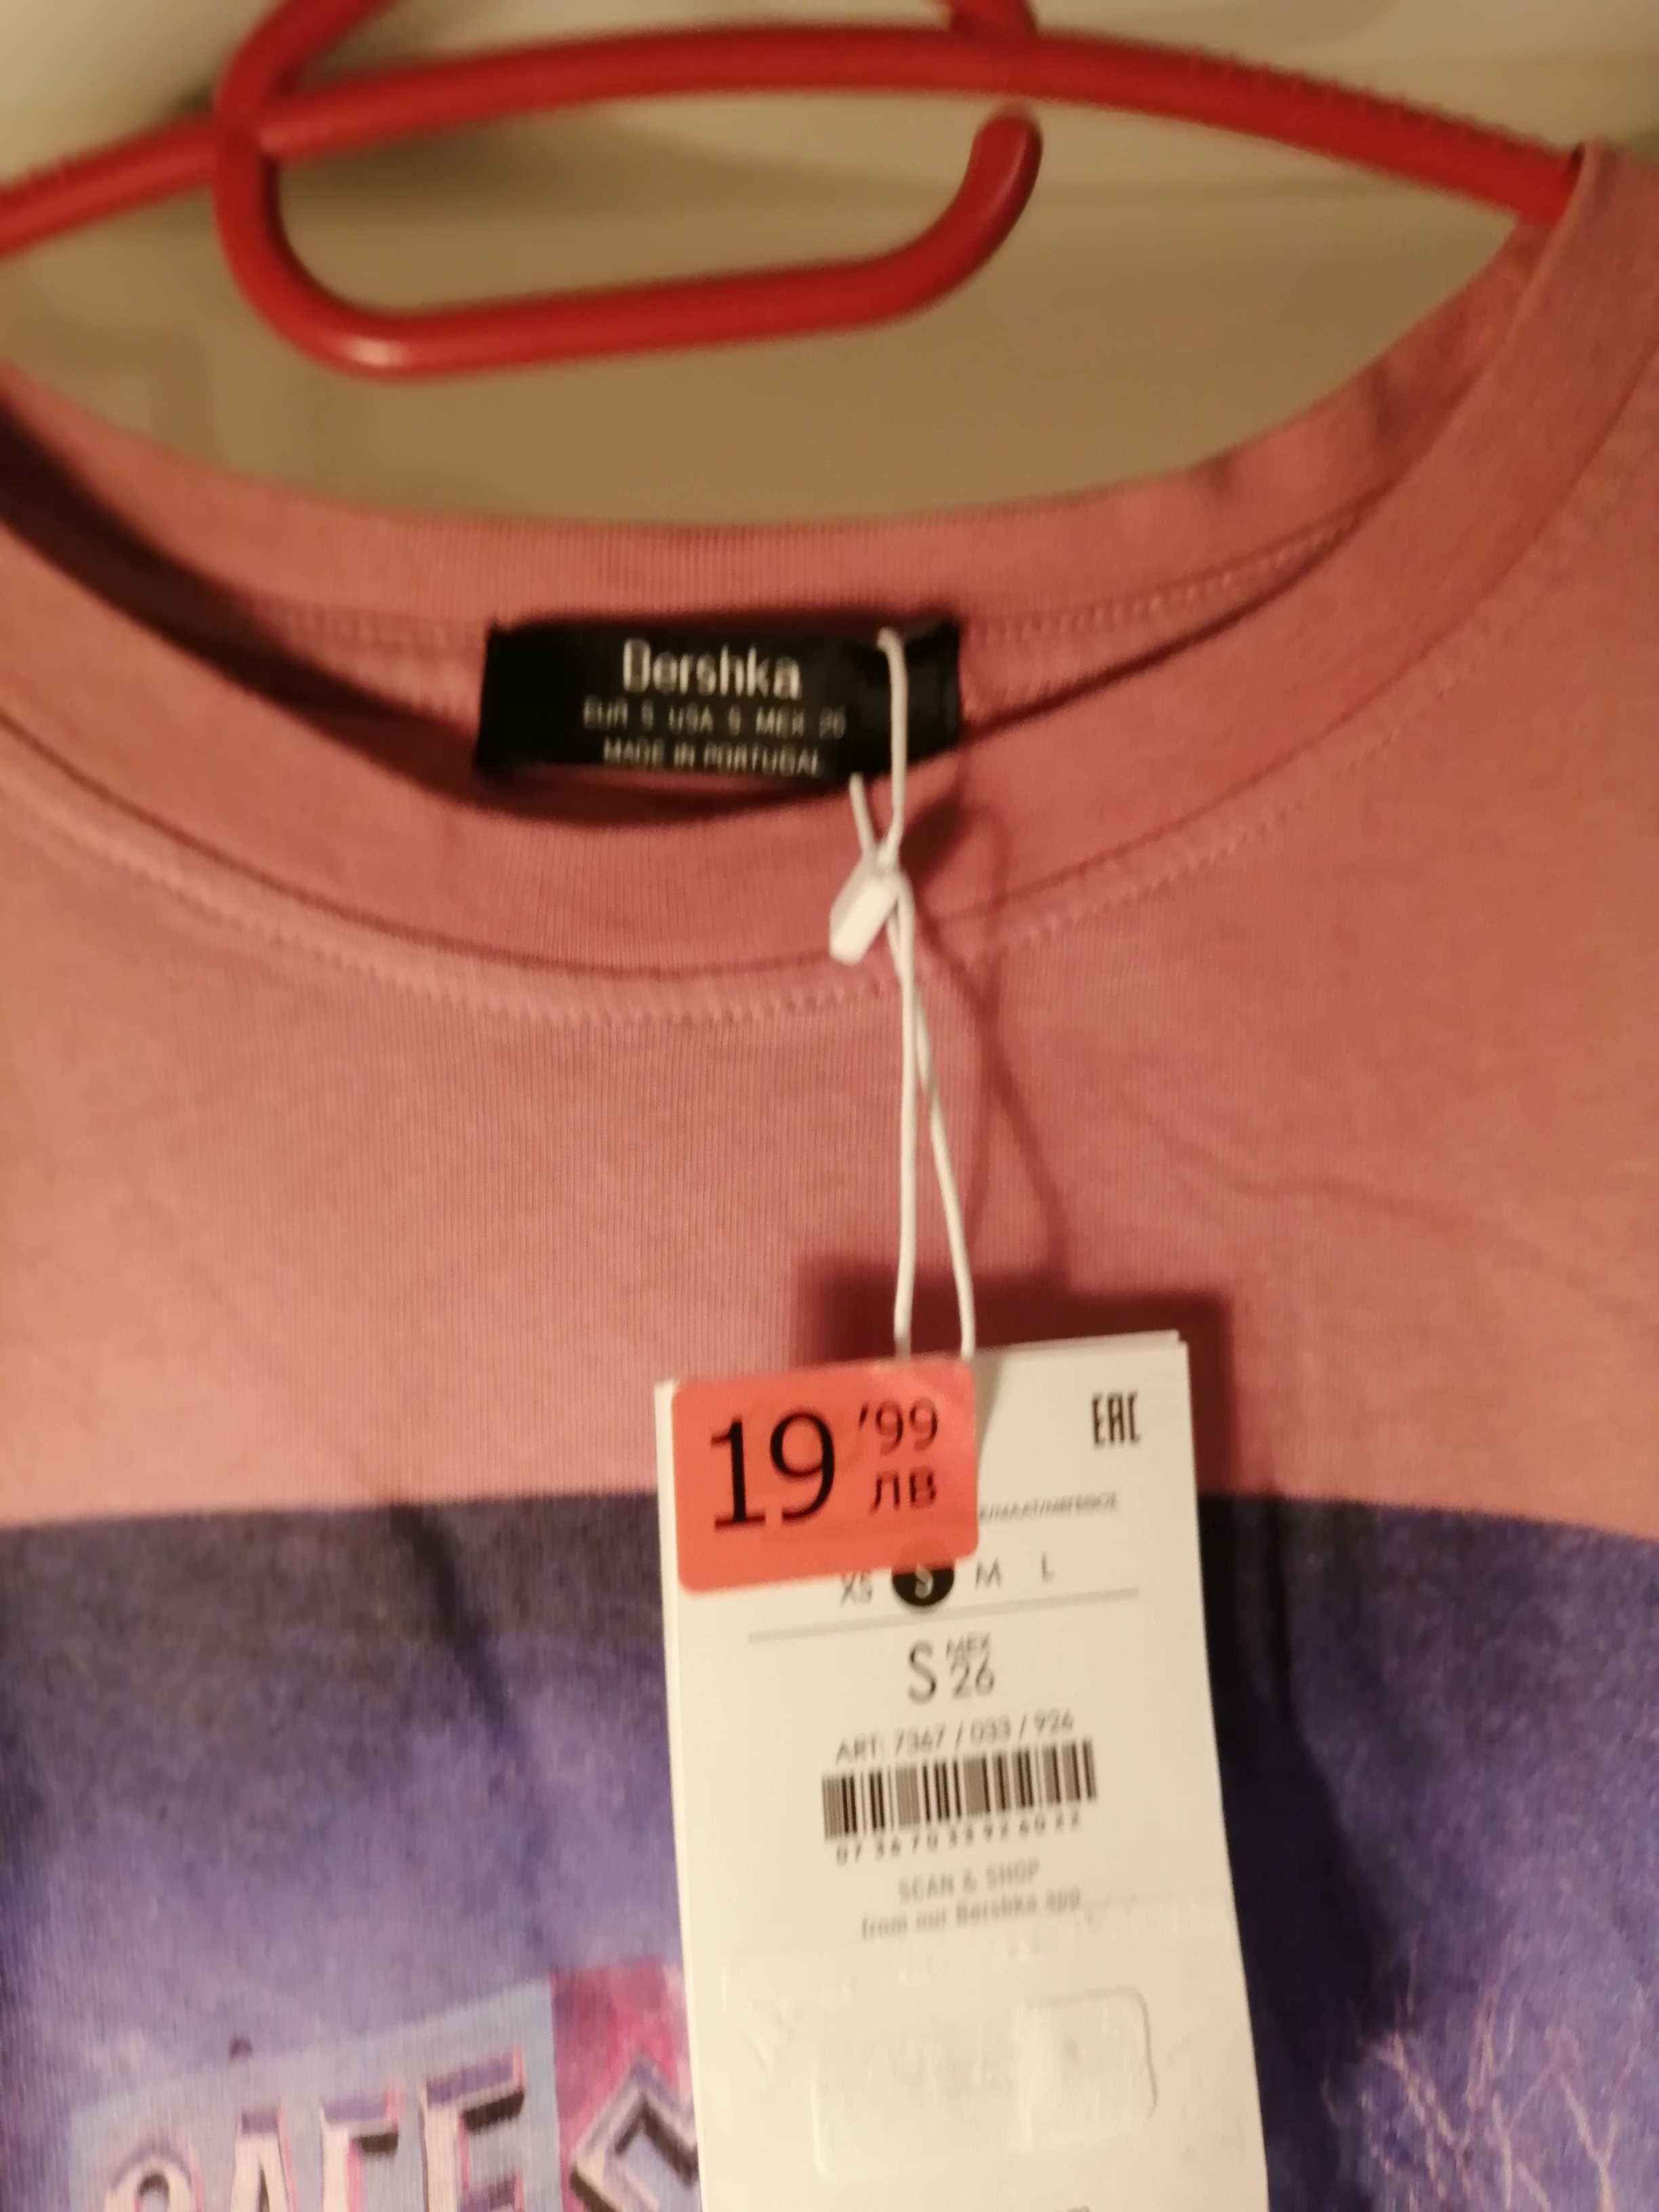 Bershka
EUR S USA S MEX 26
MADE IN PORTUGAL
19'99
ЛВ
EAC
XS S M L
S MEX 26
ART: 7367 / 033 / 926
SCAN & SHOP
from our Bershka app